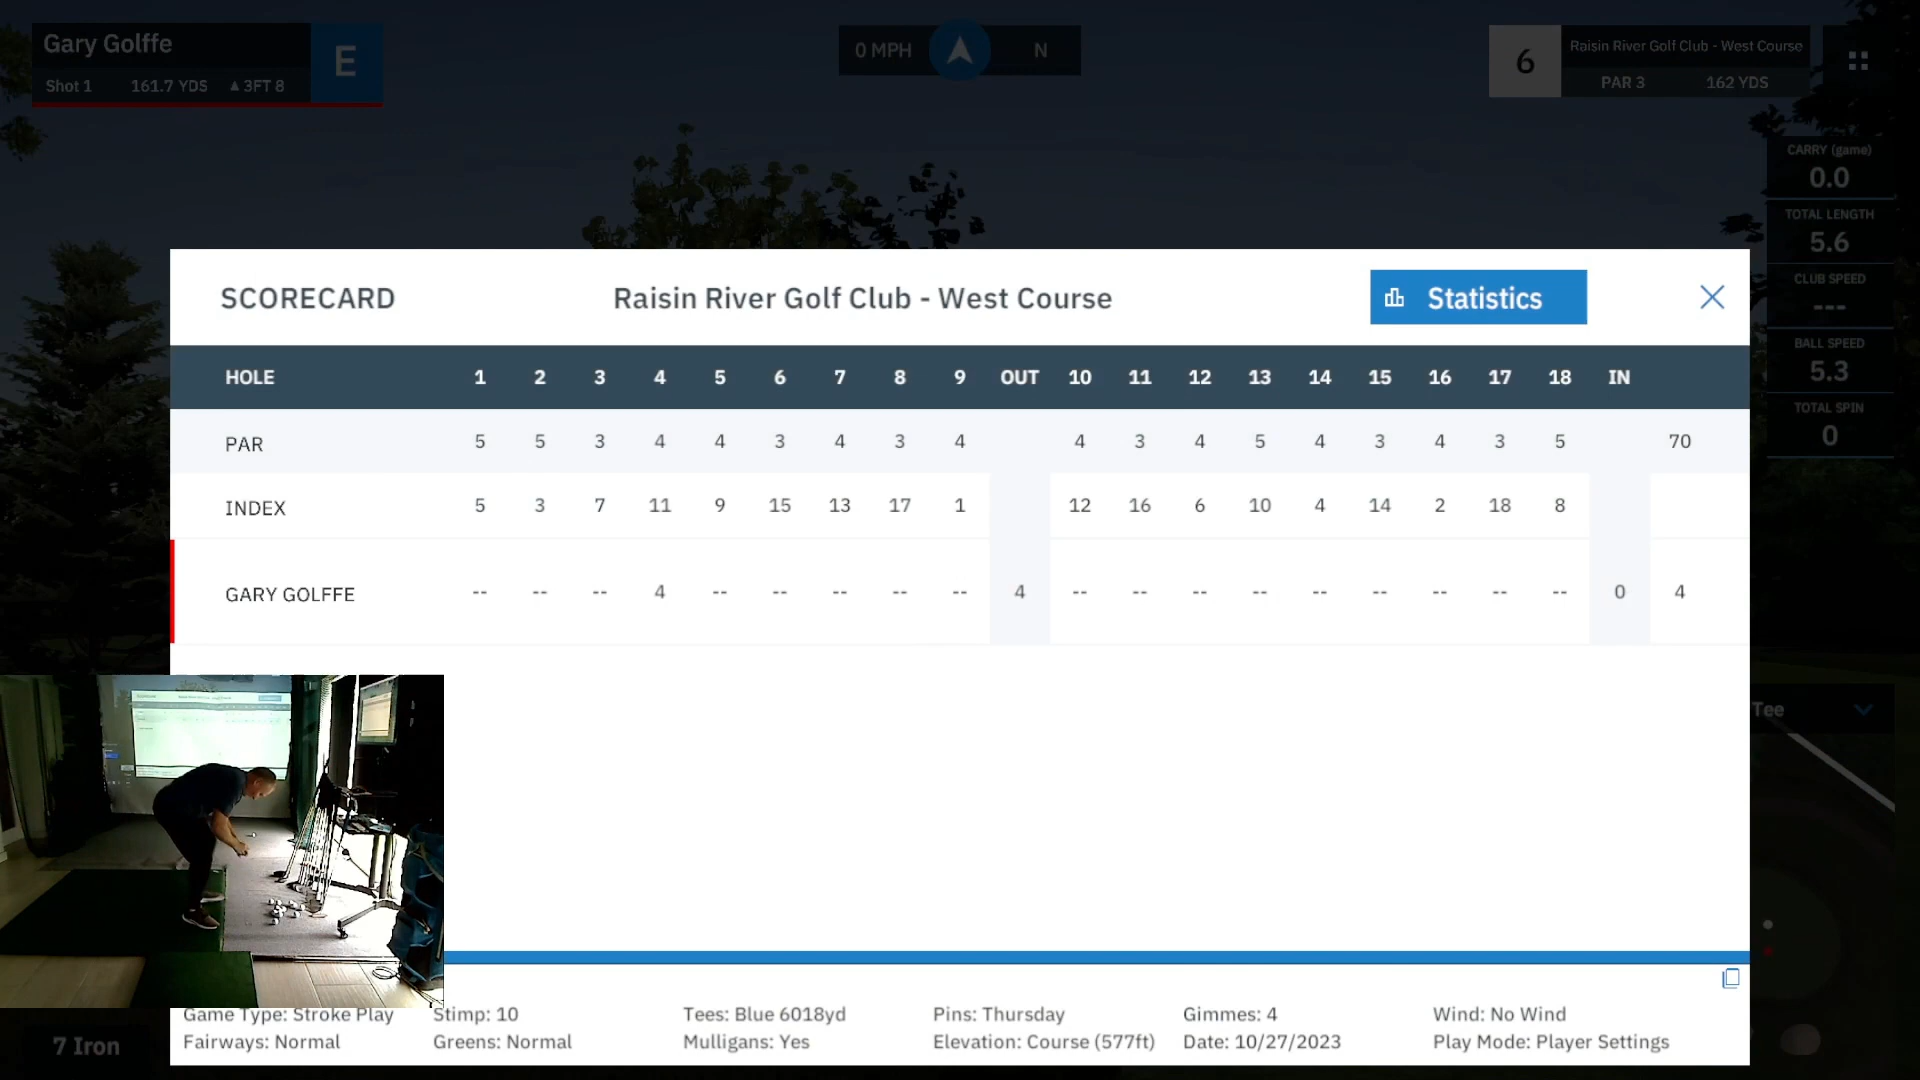 Gary Golffe
E
Shot 1 161.7 YDS ▲3FT 8
0 MPH N
6
Raisin River Golf Club - West Course
PAR 3 162 YDS
CARRY (game)
0.0
TOTAL LENGTH
5.6
CLUB SPEED
---
BALL SPEED
5.3
TOTAL SPIN
0
SCORECARD Raisin River Golf Club - West Course Statistics
HOLE 1 2 3 4 5 6 7 8 9 OUT 10 11 12 13 14 15 16 17 18 IN
PAR 5 5 3 4 4 3 4 3 4 4 3 4 5 4 3 4 3 5 70
INDEX 5 3 7 11 9 15 13 17 1 12 16 6 10 4 14 2 18 8
GARY GOLFFE -- -- -- 4 -- -- -- -- -- 4 -- -- -- -- -- -- -- -- -- 0 4
Tee
Game Type: Stroke Play Stimp: 10 Tees: Blue 6018yd Pins: Thursday Gimmes: 4 Wind: No Wind
Fairways: Normal Greens: Normal Mulligans: Yes Elevation: Course (577ft) Date: 10/27/2023 Play Mode: Player Settings
7 Iron